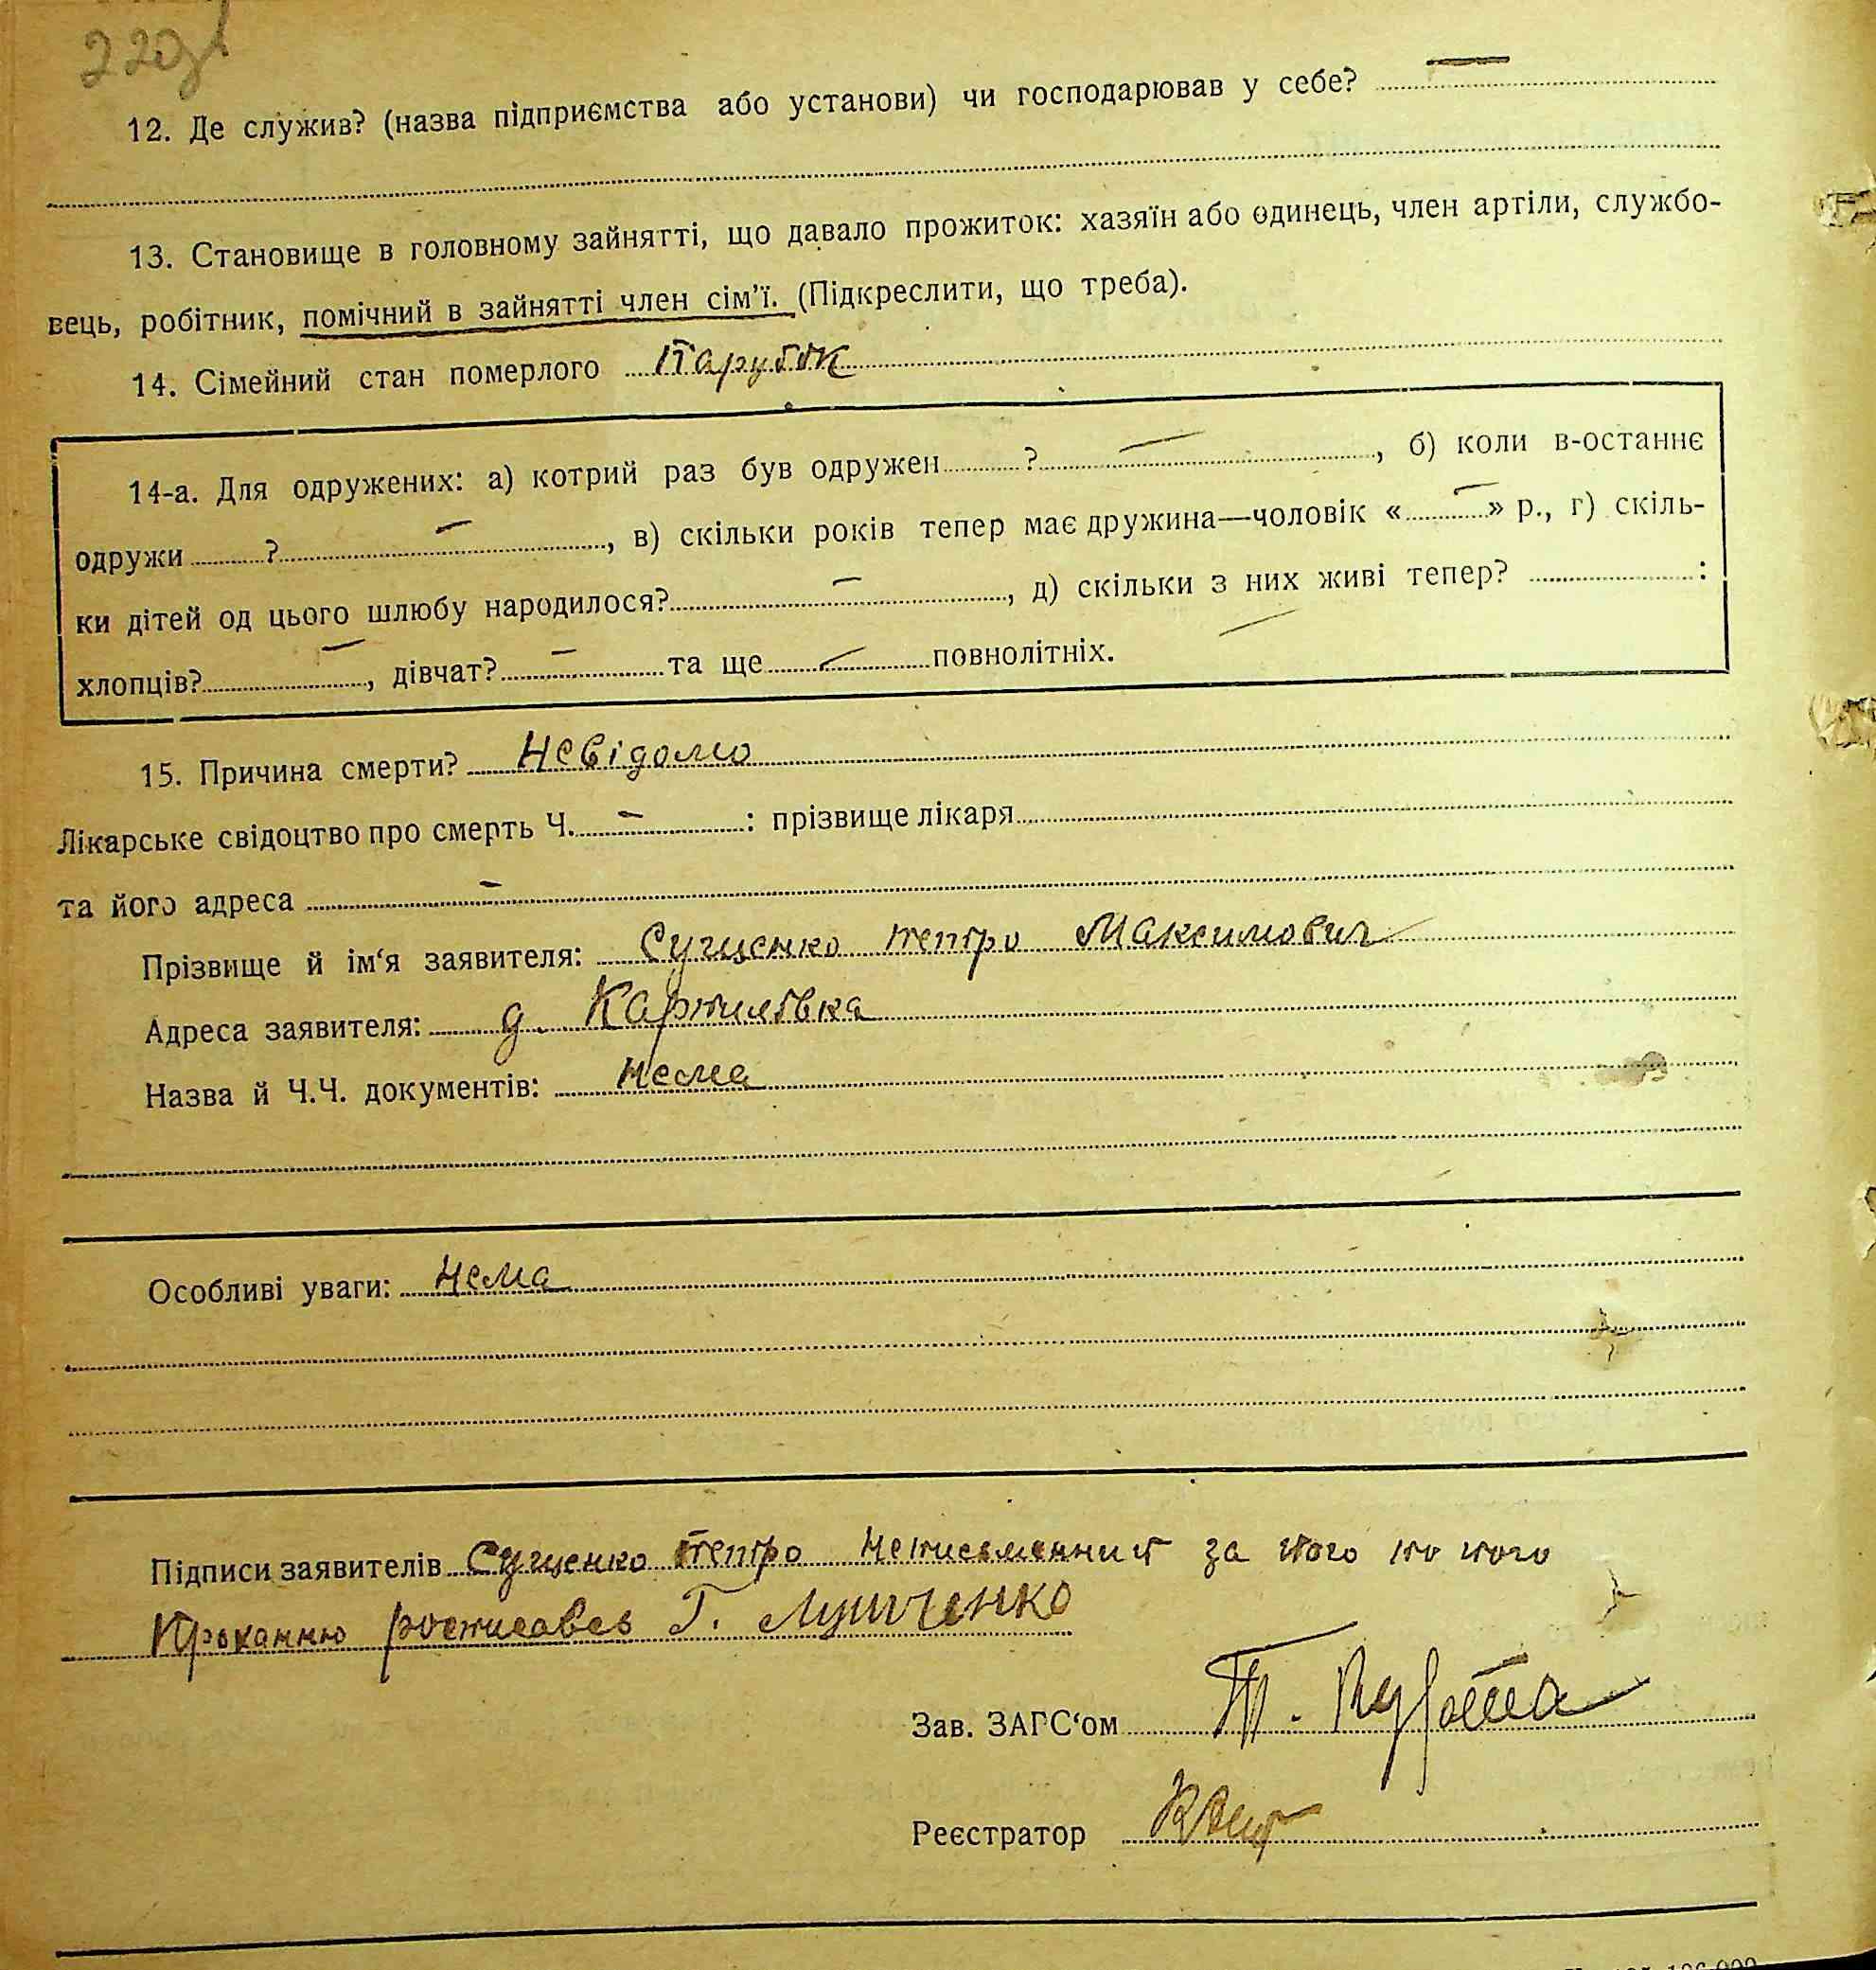 220зв
12. Де служив? (назва підприємства або установи) чи господарював у себе? —
13. Становище в головному зайнятті, що давало прожиток: хазяїн або одинець, член артіли, службо-
вець, робітник, помічний в зайнятті член сім'ї. (Підкреслити, що треба).
14. Сімейний стан померлого Парубок
14-а. Для одружених: а) котрий раз був одружен ? —, б) коли в-останнє
одружи ? —, в) скільки років тепер має дружина—чоловік «—» р., г) скіль-
ки дітей од цього шлюбу народилося? —, д) скільки з них живі тепер? — :
хлопців? —, дівчат? — та ще — повнолітніх.
15. Причина смерти? Невідомо
Лікарське свідоцтво про смерть Ч. — : прізвище лікаря
та його адреса —
Прізвище й ім'я заявителя: Сущенко Петро Максимович
Адреса заявителя: д. Карпилівка
Назва й Ч.Ч. документів: нема
Особливі уваги: нема
Підписи заявителів Сущенко Петро неписьменний за його по його
проханню росписавсь Г.
Зав. ЗАГС'ом Т.
Реєстратор